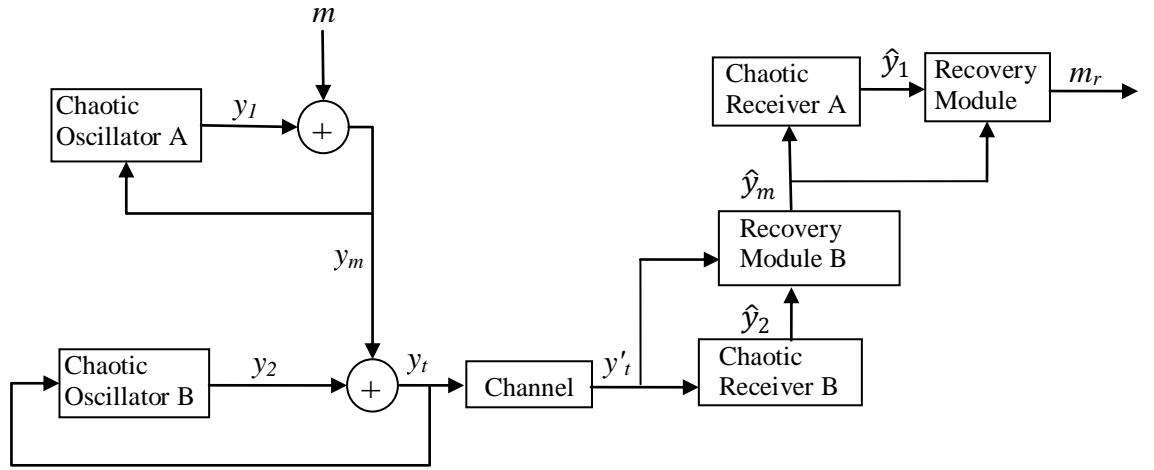 m
Chaotic
Oscillator A
y1
+
ym
Chaotic
Oscillator B
y2
+
yt
Channel
y't
Chaotic
Receiver A
ŷ1
Recovery
Module
mr
ŷm
Recovery
Module B
ŷ2
Chaotic
Receiver B